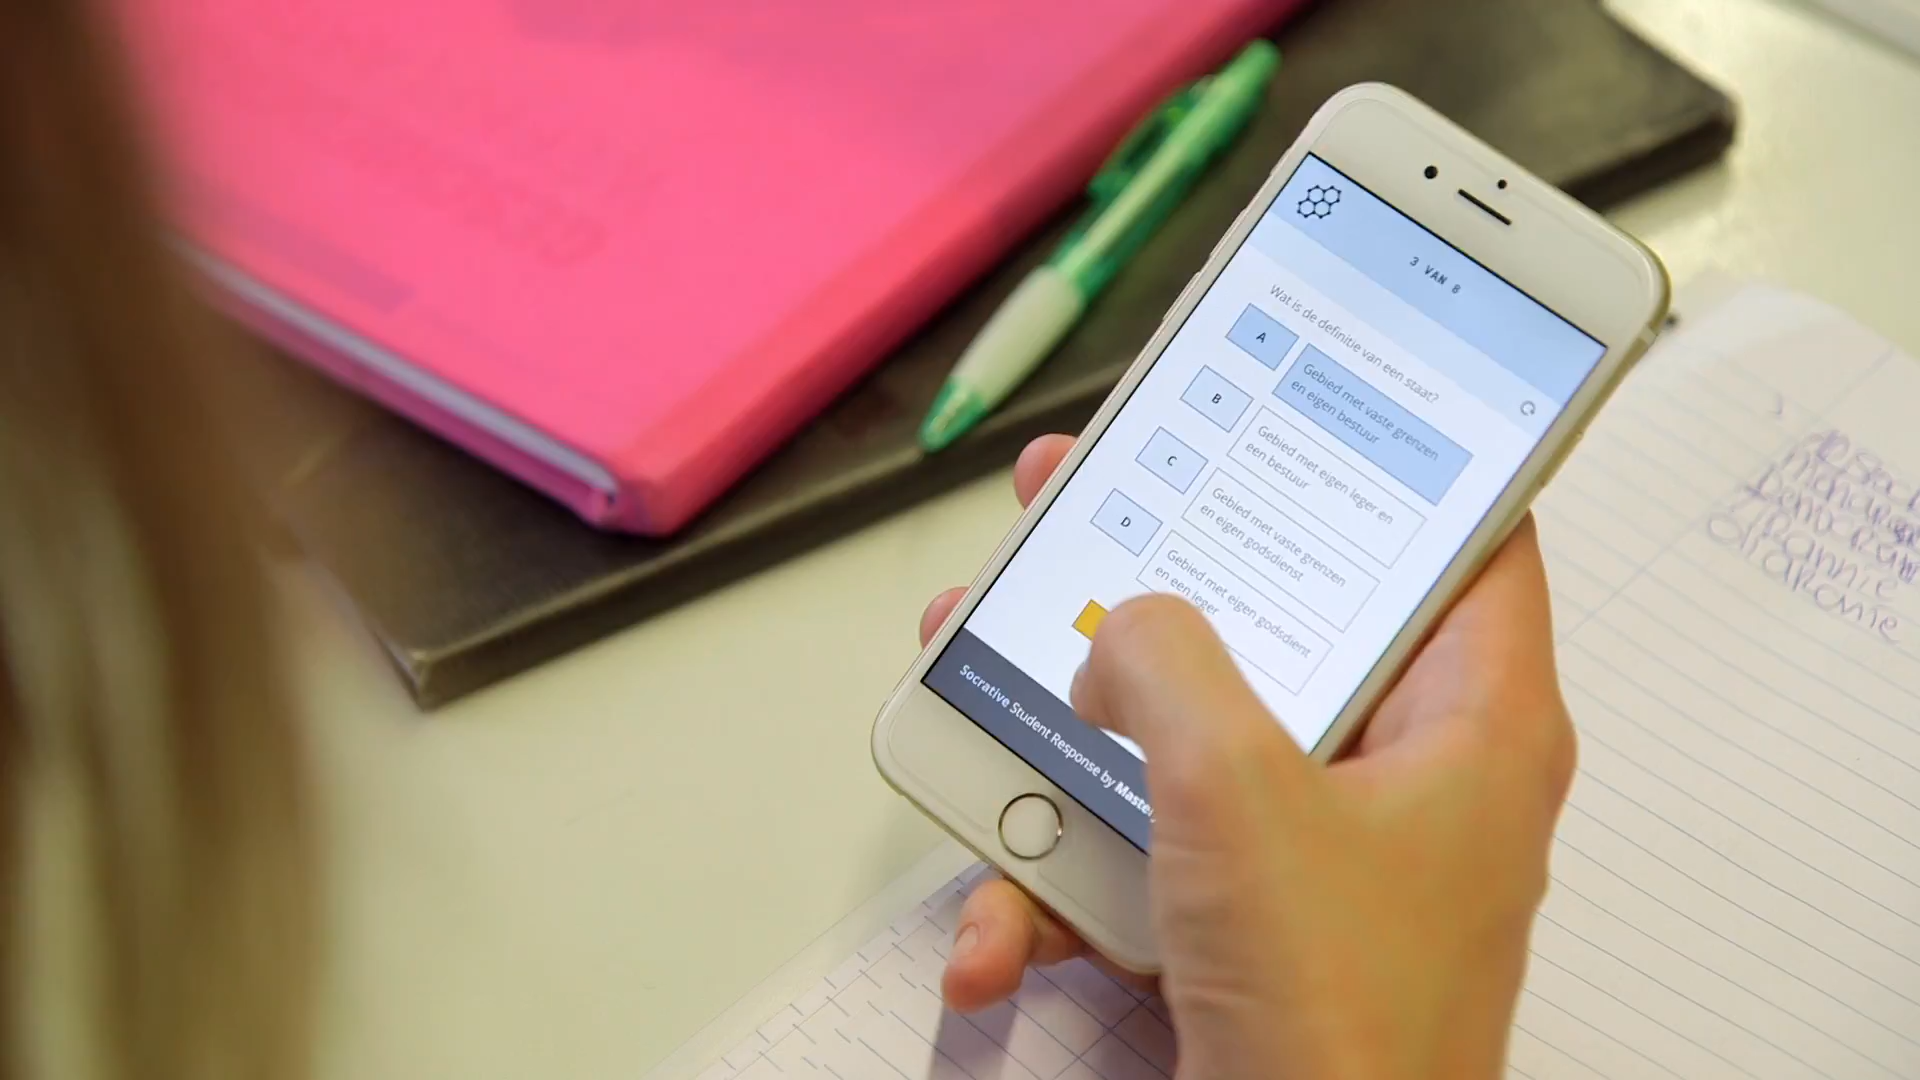 3 VAN 8
Wat is de definitie van een staat?
A
Gebied met vaste grenzen
en eigen bestuur
B
Gebied met eigen leger en
een bestuur
C
Gebied met vaste grenzen
en eigen godsdienst
D
Gebied met eigen godsdient
en een leger
Socrative Student Response by